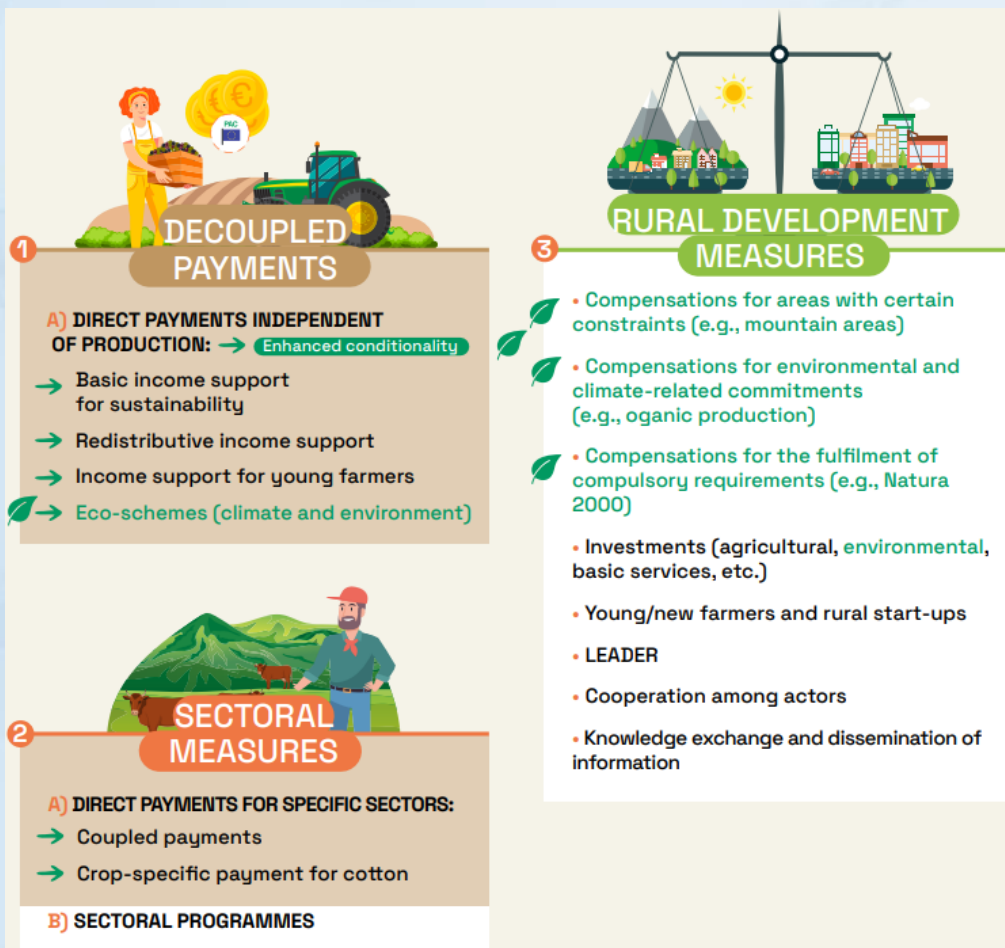 PAC
1
DECOUPLED
PAYMENTS
A) DIRECT PAYMENTS INDEPENDENT
OF PRODUCTION: → Enhanced conditionality
→ Basic income support
for sustainability
→ Redistributive income support
→ Income support for young farmers
→ Eco-schemes (climate and environment)
2
SECTORAL
MEASURES
A) DIRECT PAYMENTS FOR SPECIFIC SECTORS:
→ Coupled payments
→ Crop-specific payment for cotton
B) SECTORAL PROGRAMMES
3
RURAL DEVELOPMENT
MEASURES
• Compensations for areas with certain
constraints (e.g., mountain areas)
• Compensations for environmental and
climate-related commitments
(e.g., oganic production)
• Compensations for the fulfilment of
compulsory requirements (e.g., Natura
2000)
• Investments (agricultural, environmental,
basic services, etc.)
• Young/new farmers and rural start-ups
• LEADER
• Cooperation among actors
• Knowledge exchange and dissemination of
information